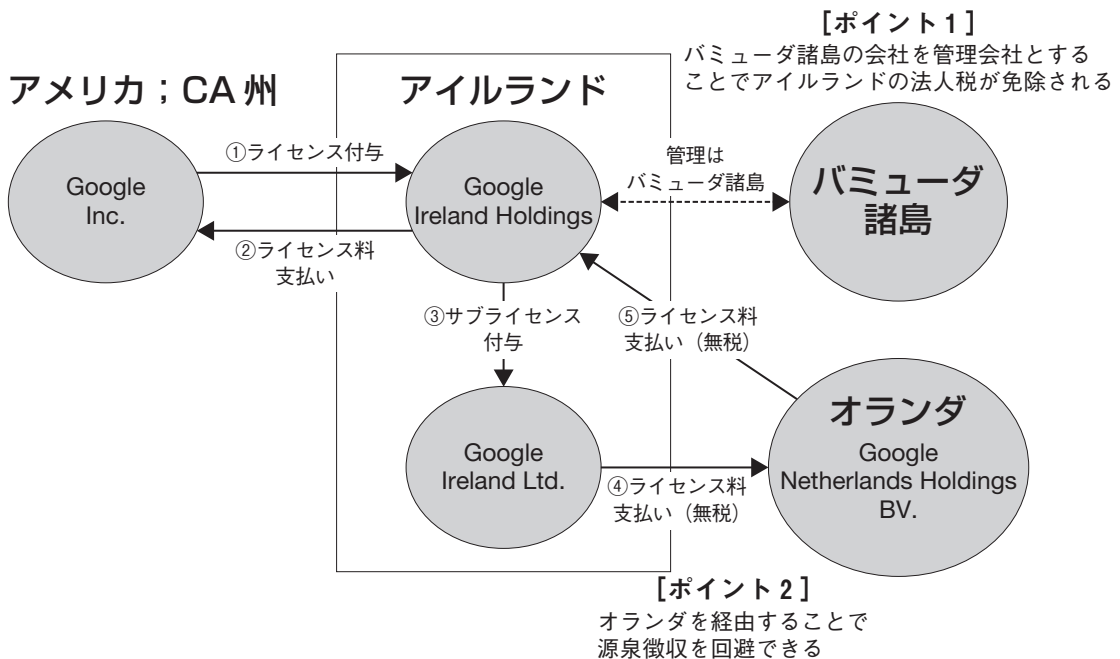 [ポイント1]
バミューダ諸島の会社を管理会社とする
ことでアイルランドの法人税が免除される
アメリカ；CA州
アイルランド
①ライセンス付与
Google
Inc.
Google
Ireland Holdings
管理は
バミューダ諸島
バミューダ
諸島
②ライセンス料
支払い
③サブライセンス
付与
⑤ライセンス料
支払い（無税）
Google
Ireland Ltd.
④ライセンス料
支払い（無税）
オランダ
Google
Netherlands Holdings
BV.
[ポイント2]
オランダを経由することで
源泉徴収を回避できる